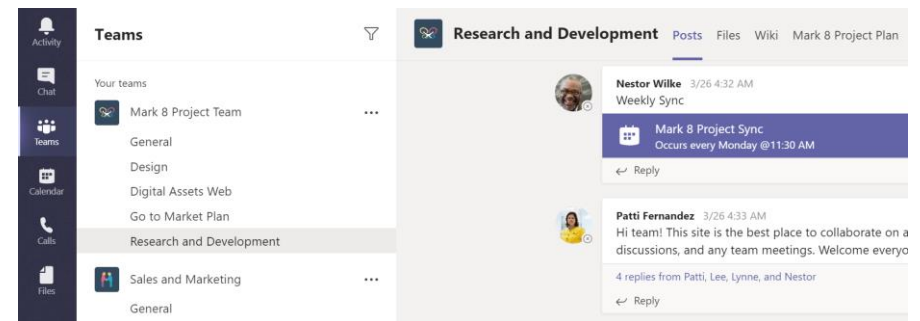 Activity
Chat
Teams
Calendar
Calls
Files
Teams
Your teams
Mark 8 Project Team
General
Design
Digital Assets Web
Go to Market Plan
Research and Development
Sales and Marketing
General
Research and Development Posts Files Wiki Mark 8 Project Plan
Nestor Wilke 3/26 4:32 AM
Weekly Sync
Mark 8 Project Sync
Occurs every Monday @11:30 AM
Reply
Patti Fernandez 3/26 4:33 AM
Hi team! This site is the best place to collaborate on a
discussions, and any team meetings. Welcome everyo
4 replies from Patti, Lee, Lynne, and Nestor
Reply